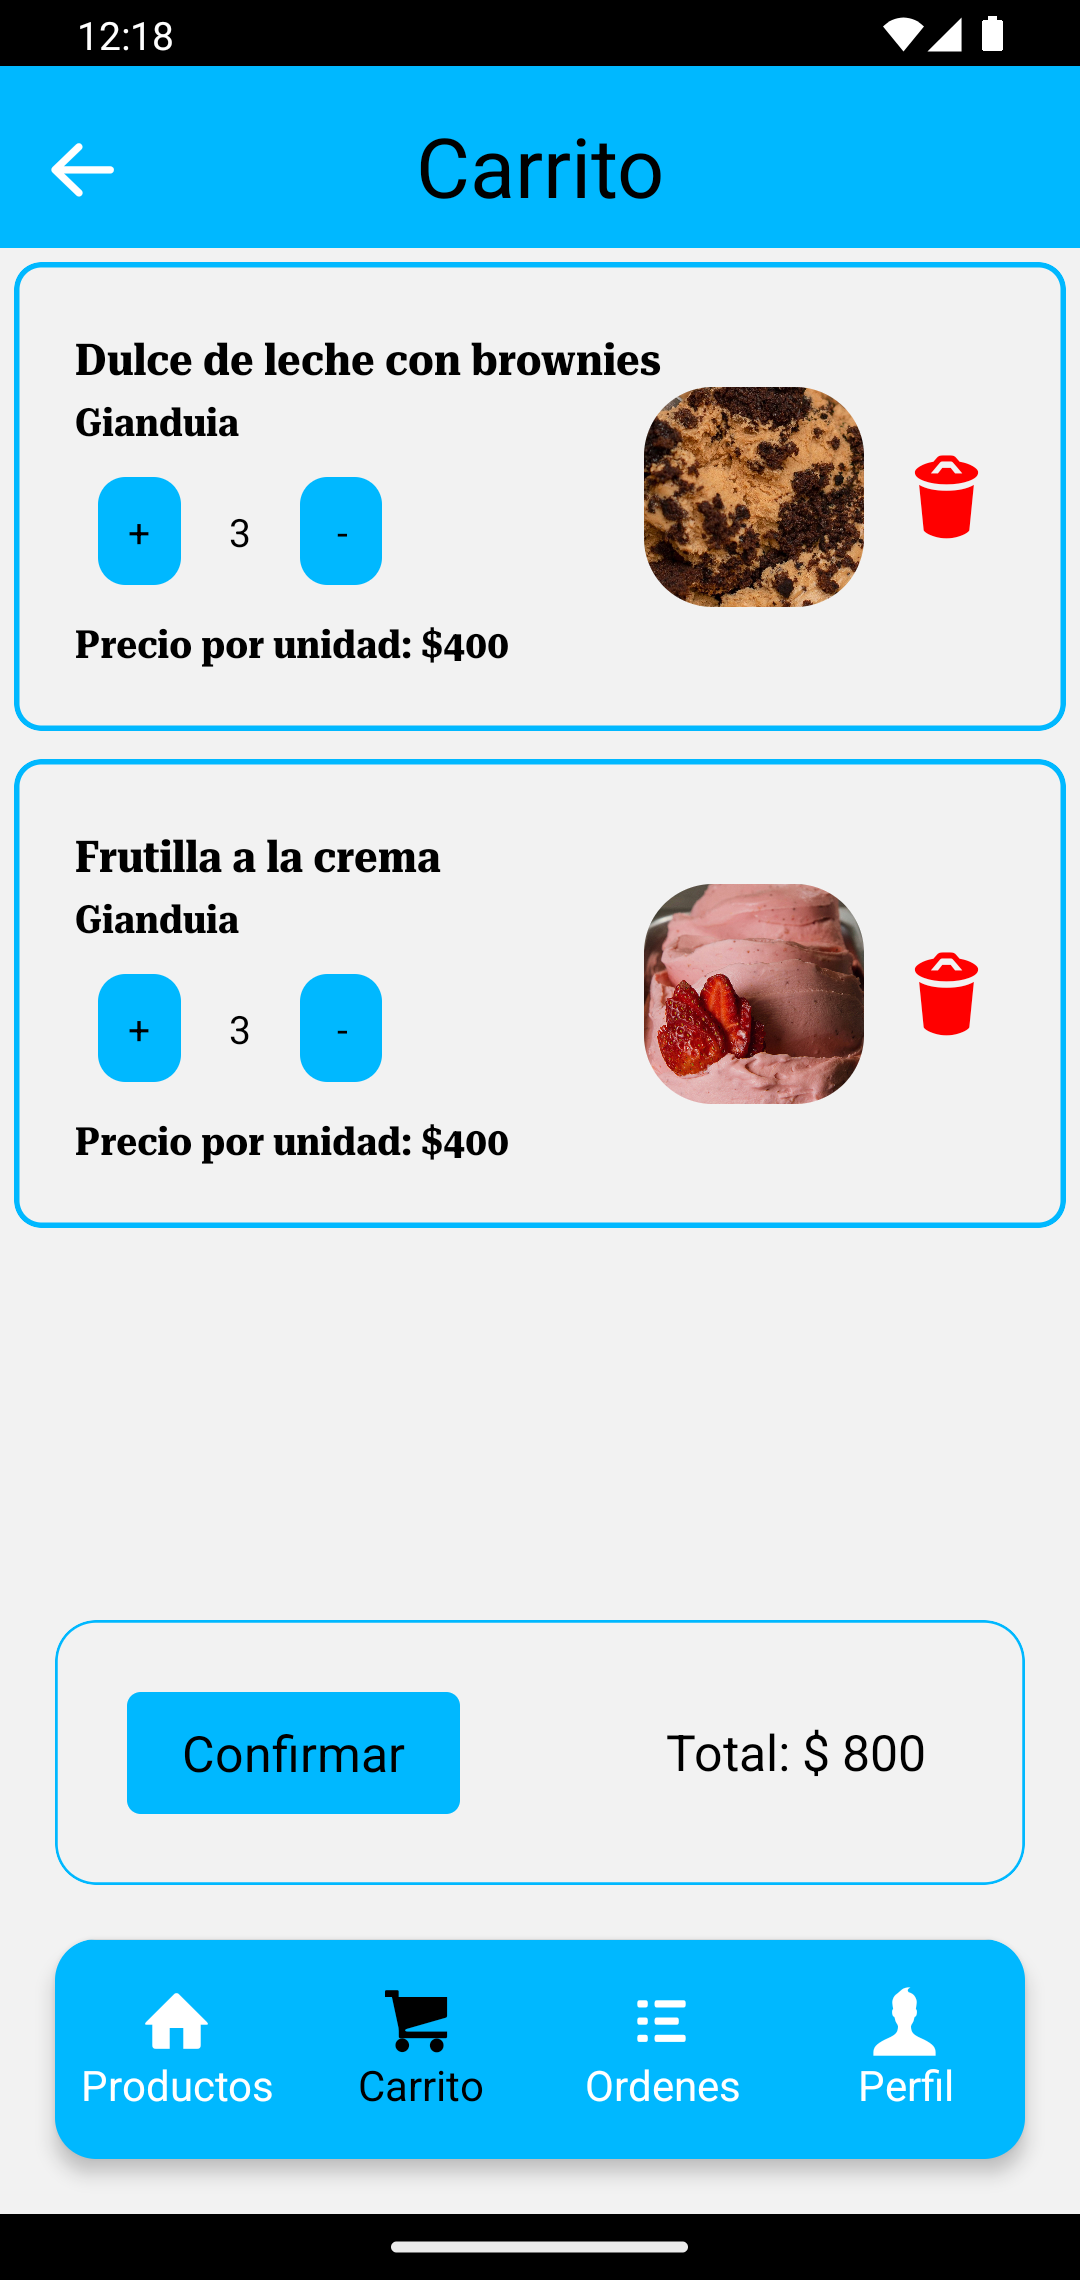 12:18
Carrito
Dulce de leche con brownies
Gianduia
+ 3 -
Precio por unidad: $400
Frutilla a la crema
Gianduia
+ 3 -
Precio por unidad: $400
Confirmar Total: $ 800
Productos Carrito Ordenes Perfil